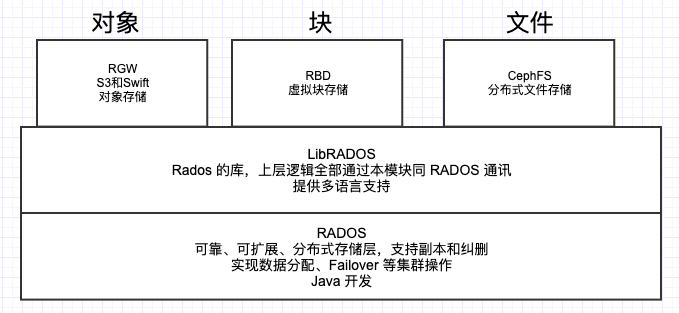 对象
块
文件
RGW
S3和Swift
对象存储
RBD
虚拟块存储
CephFS
分布式文件存储
LibRADOS
Rados 的库，上层逻辑全部通过本模块同 RADOS 通讯
提供多语言支持
RADOS
可靠、可扩展、分布式存储层，支持副本和纠删
实现数据分配、Failover 等集群操作
Java 开发